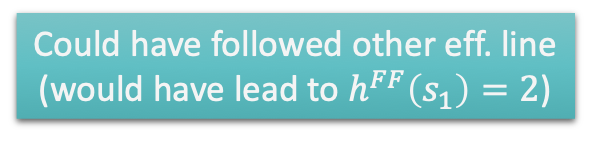 Could have followed other eff. line
(would have lead to $h^{FF}(s_1) = 2$)